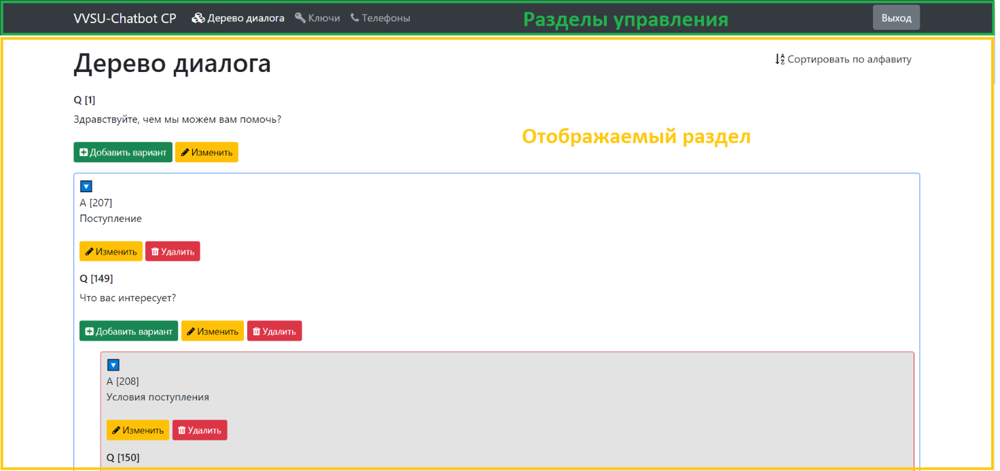 VVSU-Chatbot CP Дерево диалога Ключи Телефоны Разделы управления Выход
Дерево диалога Сортировать по алфавиту
Q [1]
Здравствуйте, чем мы можем вам помочь?
Отображаемый раздел
Добавить вариант Изменить
A [207]
Поступление
Изменить Удалить
Q [149]
Что вас интересует?
Добавить вариант Изменить Удалить
A [208]
Условия поступления
Изменить Удалить
Q [150]